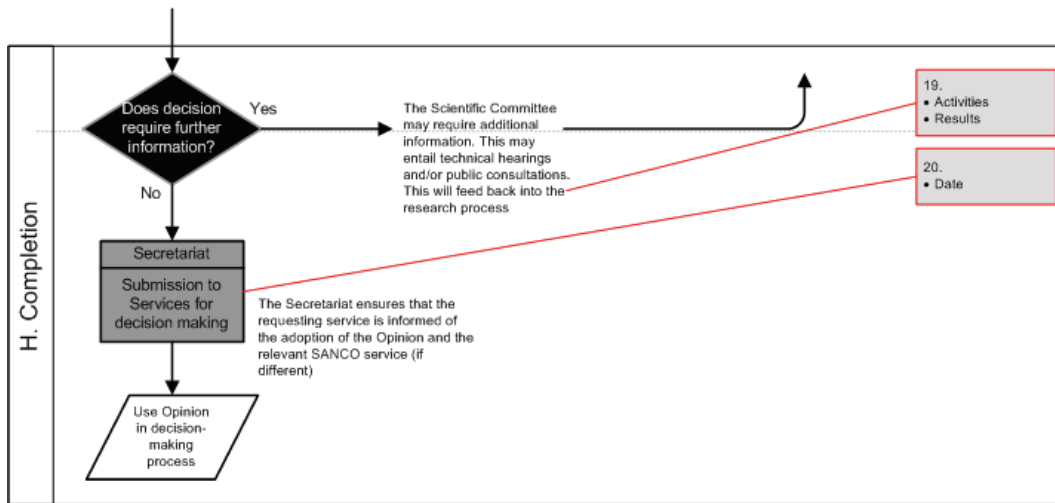 H. Completion
Does decision
require further
information?
Yes
No
The Scientific Committee
may require additional
information. This may
entail technical hearings
and/or public consultations.
This will feed back into the
research process
19.
• Activities
• Results
20.
• Date
Secretariat
Submission to
Services for
decision making
The Secretariat ensures that the
requesting service is informed of
the adoption of the Opinion and the
relevant SANCO service (if
different)
Use Opinion
in decision-
making
process